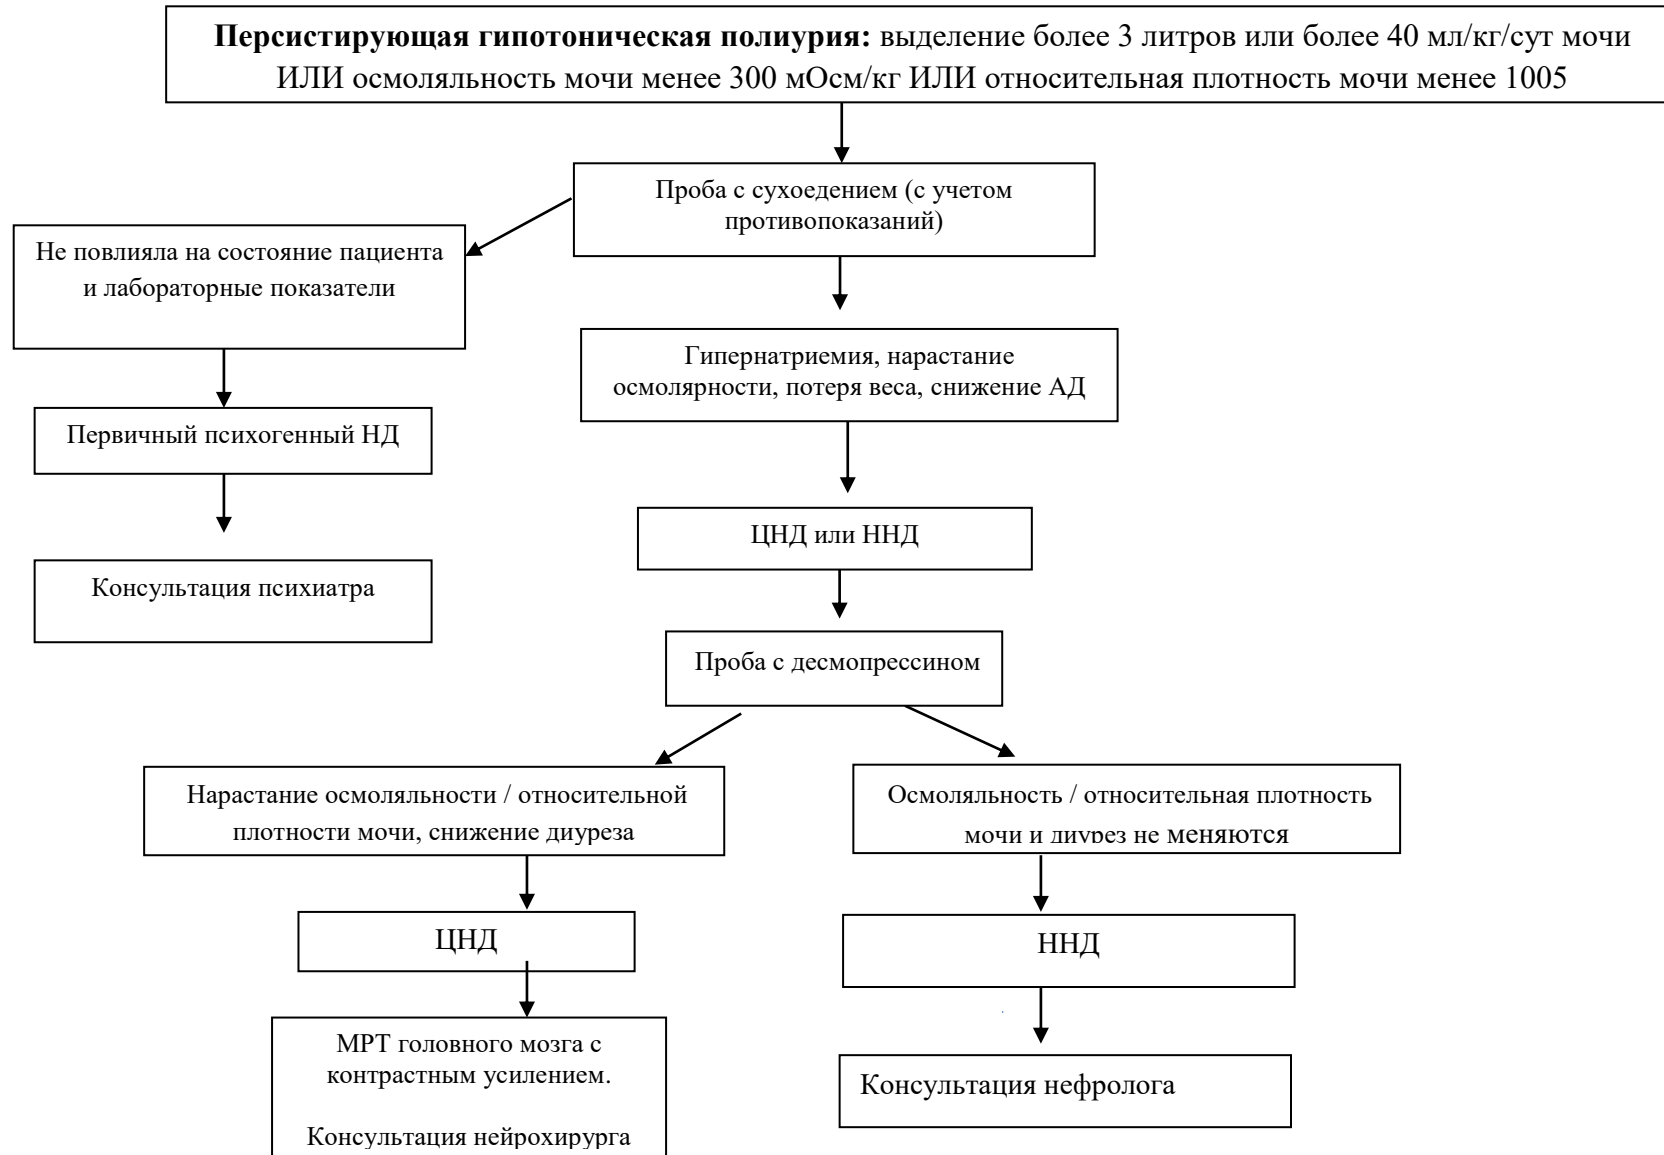 Персистирующая гипотоническая полиурия: выделение более 3 литров или более 40 мл/кг/сут мочи
ИЛИ осмоляльность мочи менее 300 мОсм/кг ИЛИ относительная плотность мочи менее 1005
Проба с сухоедением (с учетом
противопоказаний)
Не повлияла на состояние пациента
и лабораторные показатели
Гипернатриемия, нарастание
осмолярности, потеря веса, снижение АД
Первичный психогенный НД
ЦНД или ННД
Консультация психиатра
Проба с десмопрессином
Нарастание осмоляльности / относительной
плотности мочи, снижение диуреза
Осмоляльность / относительная плотность
мочи и диурез не меняются
ЦНД
ННД
МРТ головного мозга с
контрастным усилением.
Консультация нейрохирурга
Консультация нефролога